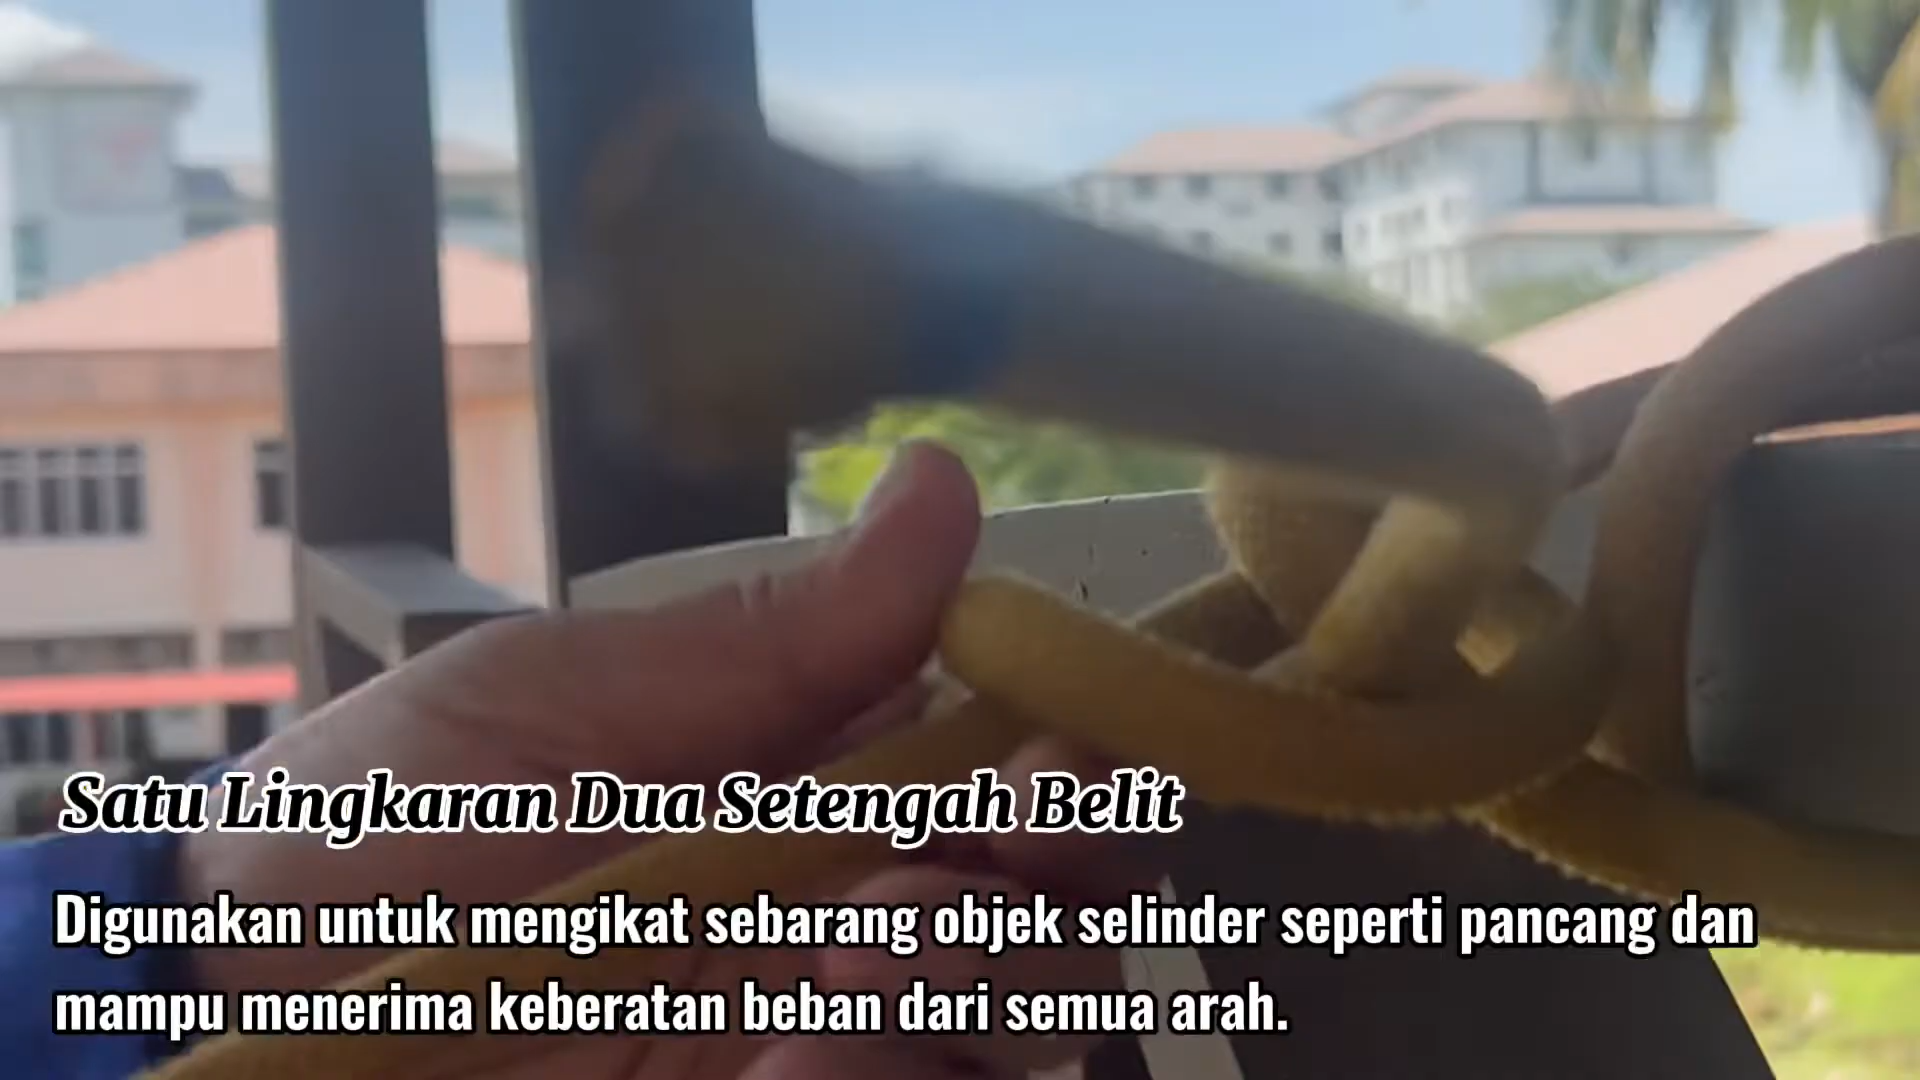 Satu Lingkaran Dua Setengah Belit
Digunakan untuk mengikat sebarang objek selinder seperti pancang dan
mampu menerima keberatan beban dari semua arah.